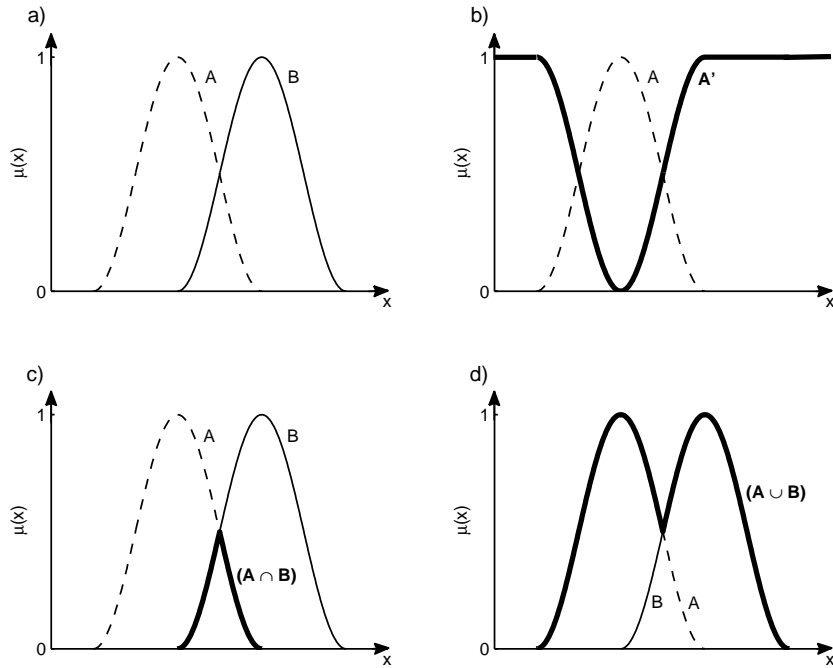 a)
1
A
B
μ(x)
0
x
b)
1
A
A'
μ(x)
0
x
c)
1
A
B
μ(x)
(A ∩ B)
0
x
d)
1
μ(x)
(A ∪ B)
B
A
0
x